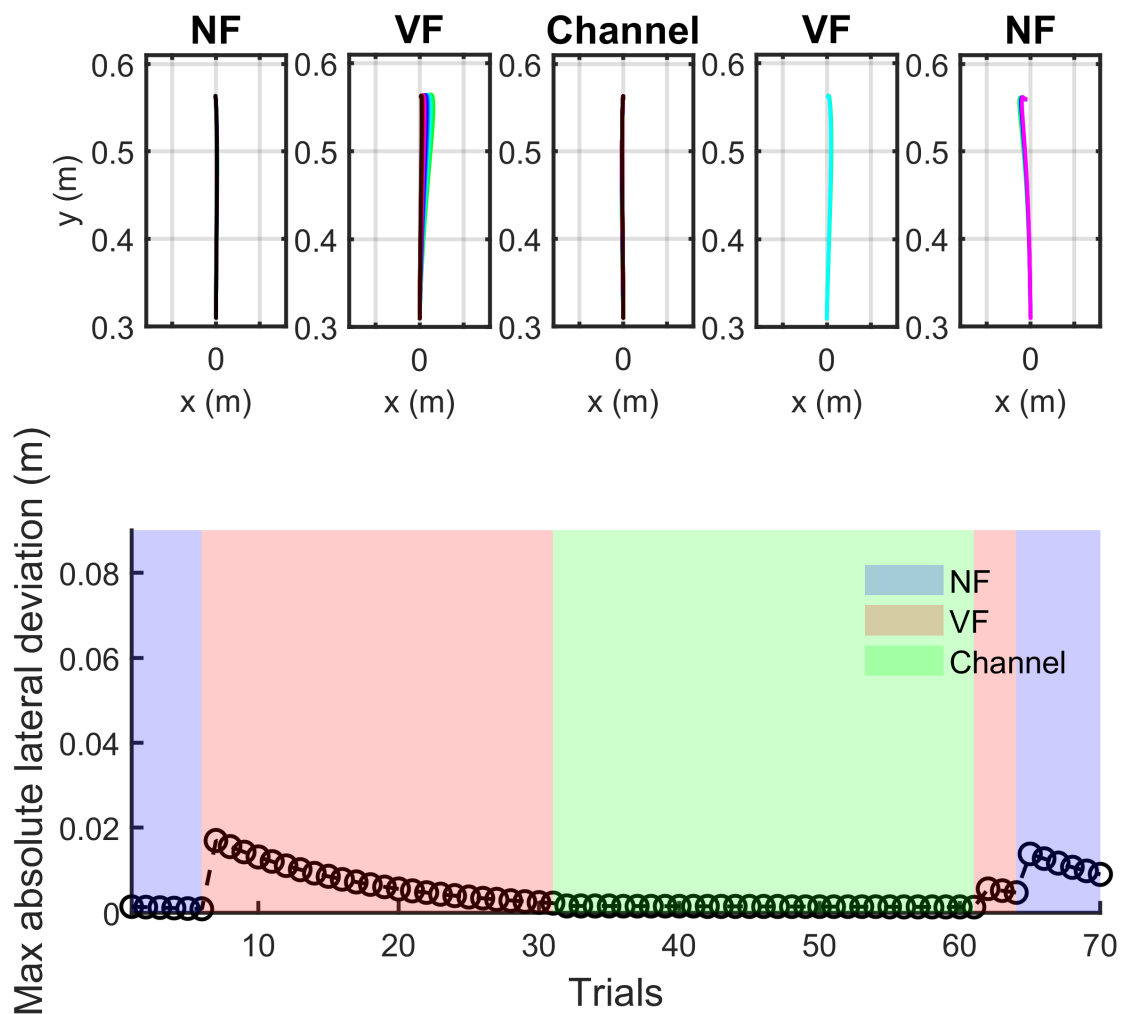 NF VF Channel VF NF
0.6 0.6 0.6 0.6 0.6
0.5 0.5 0.5 0.5 0.5
0.4 0.4 0.4 0.4 0.4
0.3 0.3 0.3 0.3 0.3
y (m)
0 0 0 0 0
x (m) x (m) x (m) x (m) x (m)
Max absolute lateral deviation (m)
0.08
0.06
0.04
0.02
0
NF
VF
Channel
10 20 30 40 50 60 70
Trials